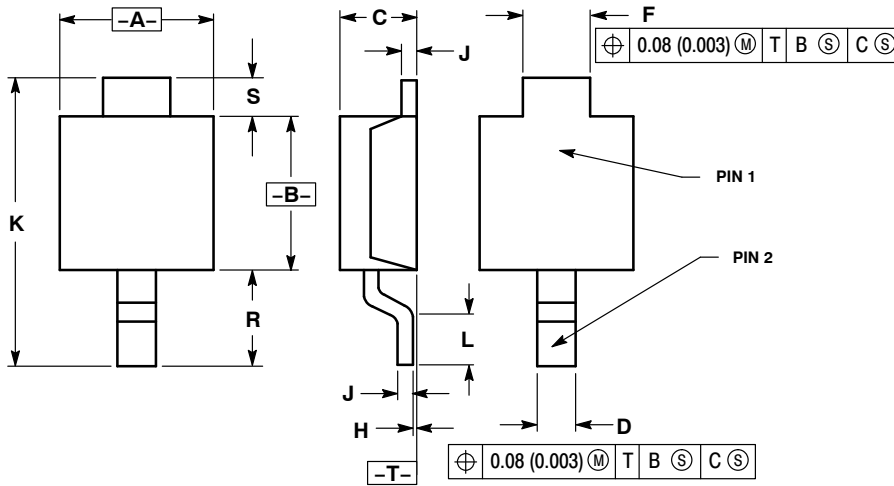 –A–
C
F
⌖ 0.08 (0.003) Ⓜ T B Ⓢ C Ⓢ
J
S
–B–
K
PIN 1
PIN 2
R
L
J
H
D
⌖ 0.08 (0.003) Ⓜ T B Ⓢ C Ⓢ
–T–